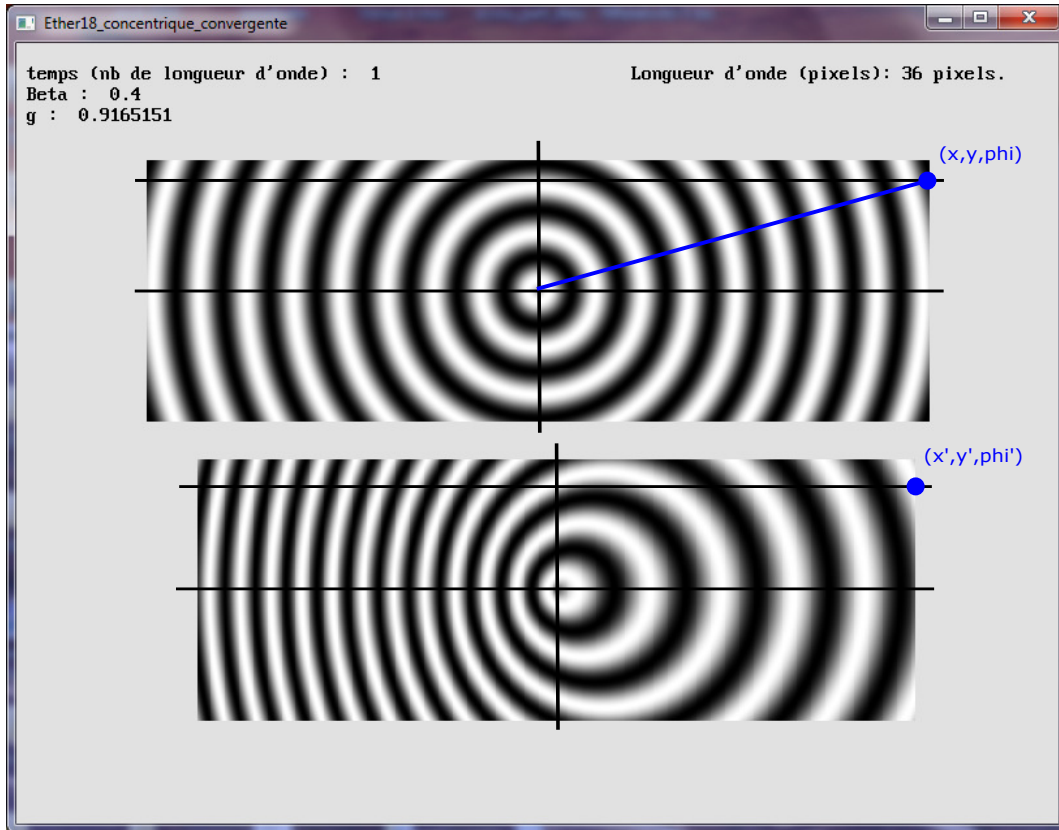 Ether18_concentrique_convergente
temps (nb de longueur d'onde) :  1
Longueur d'onde (pixels): 36 pixels.
Beta :  0.4
g :  0.9165151
(x,y,phi)
(x',y',phi')